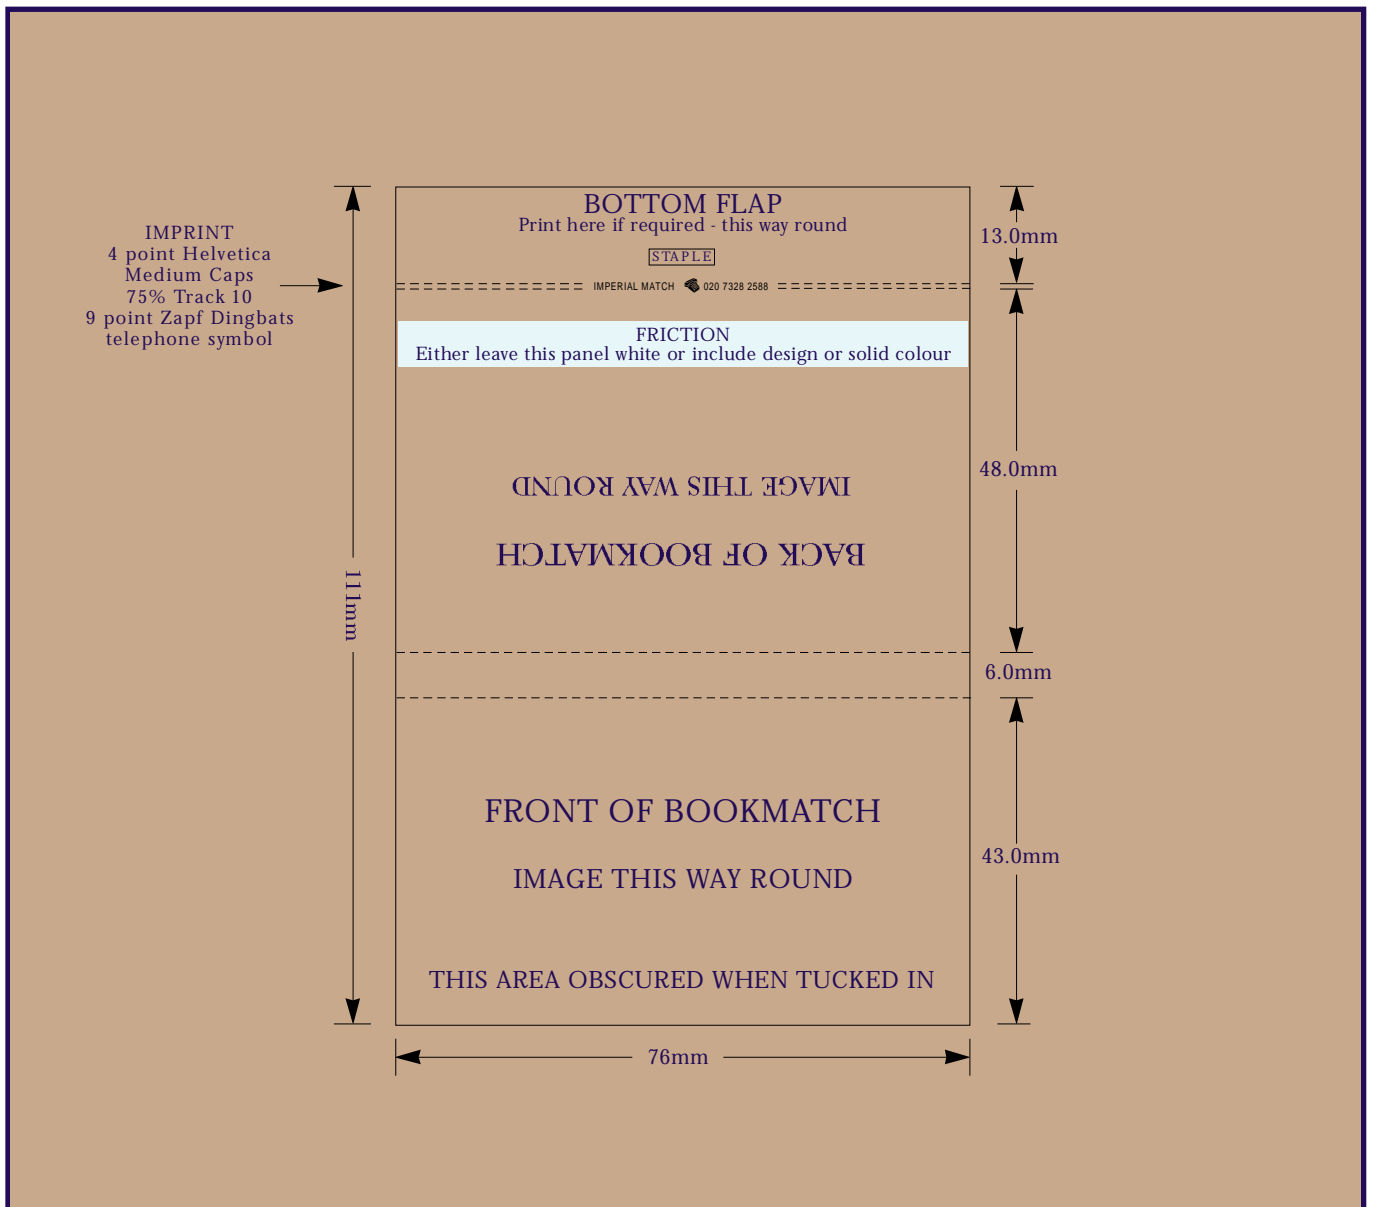 BOTTOM FLAP
Print here if required - this way round
13.0mm
IMPRINT
4 point Helvetica
Medium Caps
75% Track 10
9 point Zapf Dingbats
telephone symbol
STAPLE
IMPERIAL MATCH 020 7328 2588
FRICTION
Either leave this panel white or include design or solid colour
48.0mm
IMAGE THIS WAY ROUND
BACK OF BOOKMATCH
111mm
6.0mm
FRONT OF BOOKMATCH
43.0mm
IMAGE THIS WAY ROUND
THIS AREA OBSCURED WHEN TUCKED IN
76mm